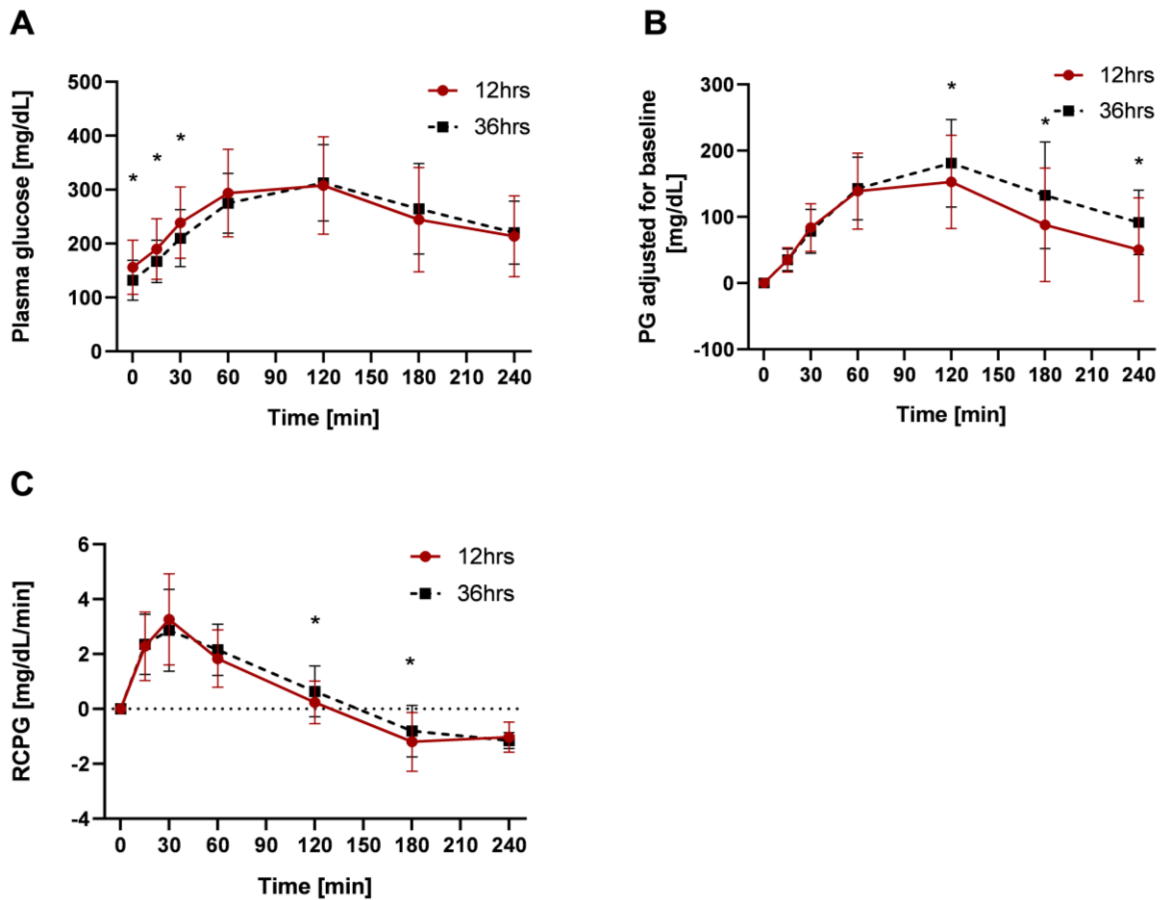 A
Plasma glucose [mg/dL]
500
400
300
200
100
0
* * *
12hrs
36hrs
0 30 60 90 120 150 180 210 240
Time [min]
B
PG adjusted for baseline
[mg/dL]
300
200
100
0
-100
* * *
12hrs
36hrs
0 30 60 90 120 150 180 210 240
Time [min]
C
RCPG [mg/dL/min]
6
4
2
0
-2
-4
* *
12hrs
36hrs
0 30 60 90 120 150 180 210 240
Time [min]